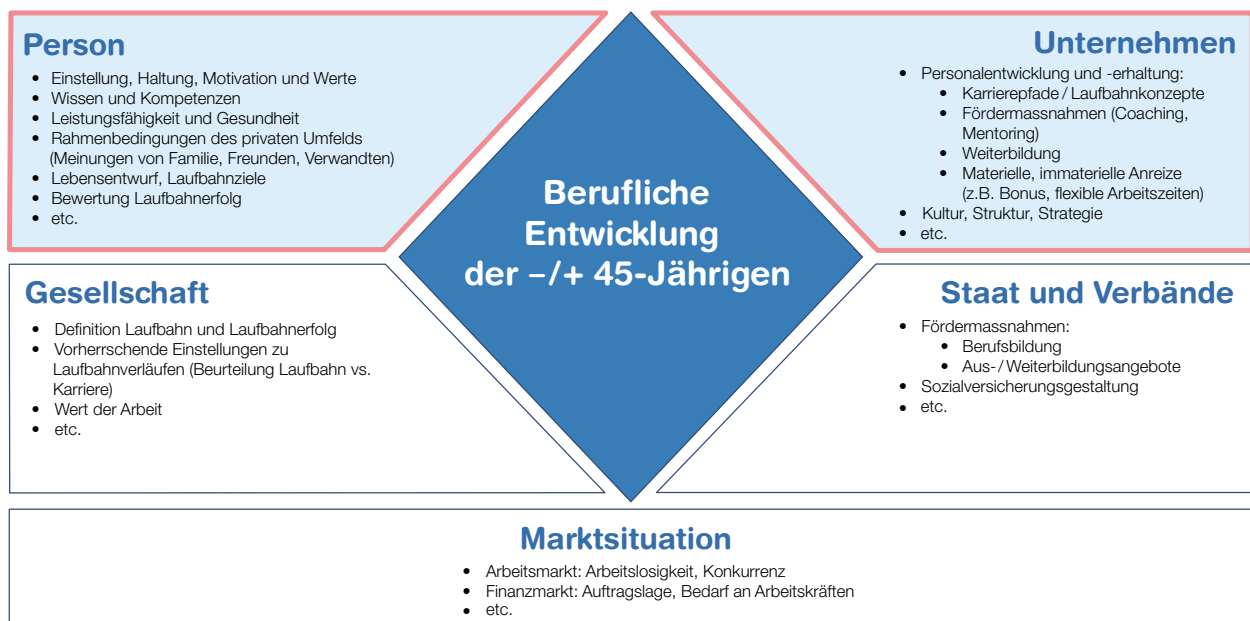 Person
• Einstellung, Haltung, Motivation und Werte
• Wissen und Kompetenzen
• Leistungsfähigkeit und Gesundheit
• Rahmenbedingungen des privaten Umfelds
(Meinungen von Familie, Freunden, Verwandten)
• Lebensentwurf, Laufbahnziele
• Bewertung Laufbahnerfolg
• etc.
Unternehmen
• Personalentwicklung und -erhaltung:
• Karrierepfade / Laufbahnkonzepte
• Fördermassnahmen (Coaching,
Mentoring)
• Weiterbildung
• Materielle, immaterielle Anreize
(z.B. Bonus, flexible Arbeitszeiten)
• Kultur, Struktur, Strategie
• etc.
Berufliche
Entwicklung
der –/+ 45-Jährigen
Gesellschaft
• Definition Laufbahn und Laufbahnerfolg
• Vorherrschende Einstellungen zu
Laufbahnverläufen (Beurteilung Laufbahn vs.
Karriere)
• Wert der Arbeit
• etc.
Staat und Verbände
• Fördermassnahmen:
• Berufsbildung
• Aus- / Weiterbildungsangebote
• Sozialversicherungsgestaltung
• etc.
Marktsituation
• Arbeitsmarkt: Arbeitslosigkeit, Konkurrenz
• Finanzmarkt: Auftragslage, Bedarf an Arbeitskräften
• etc.